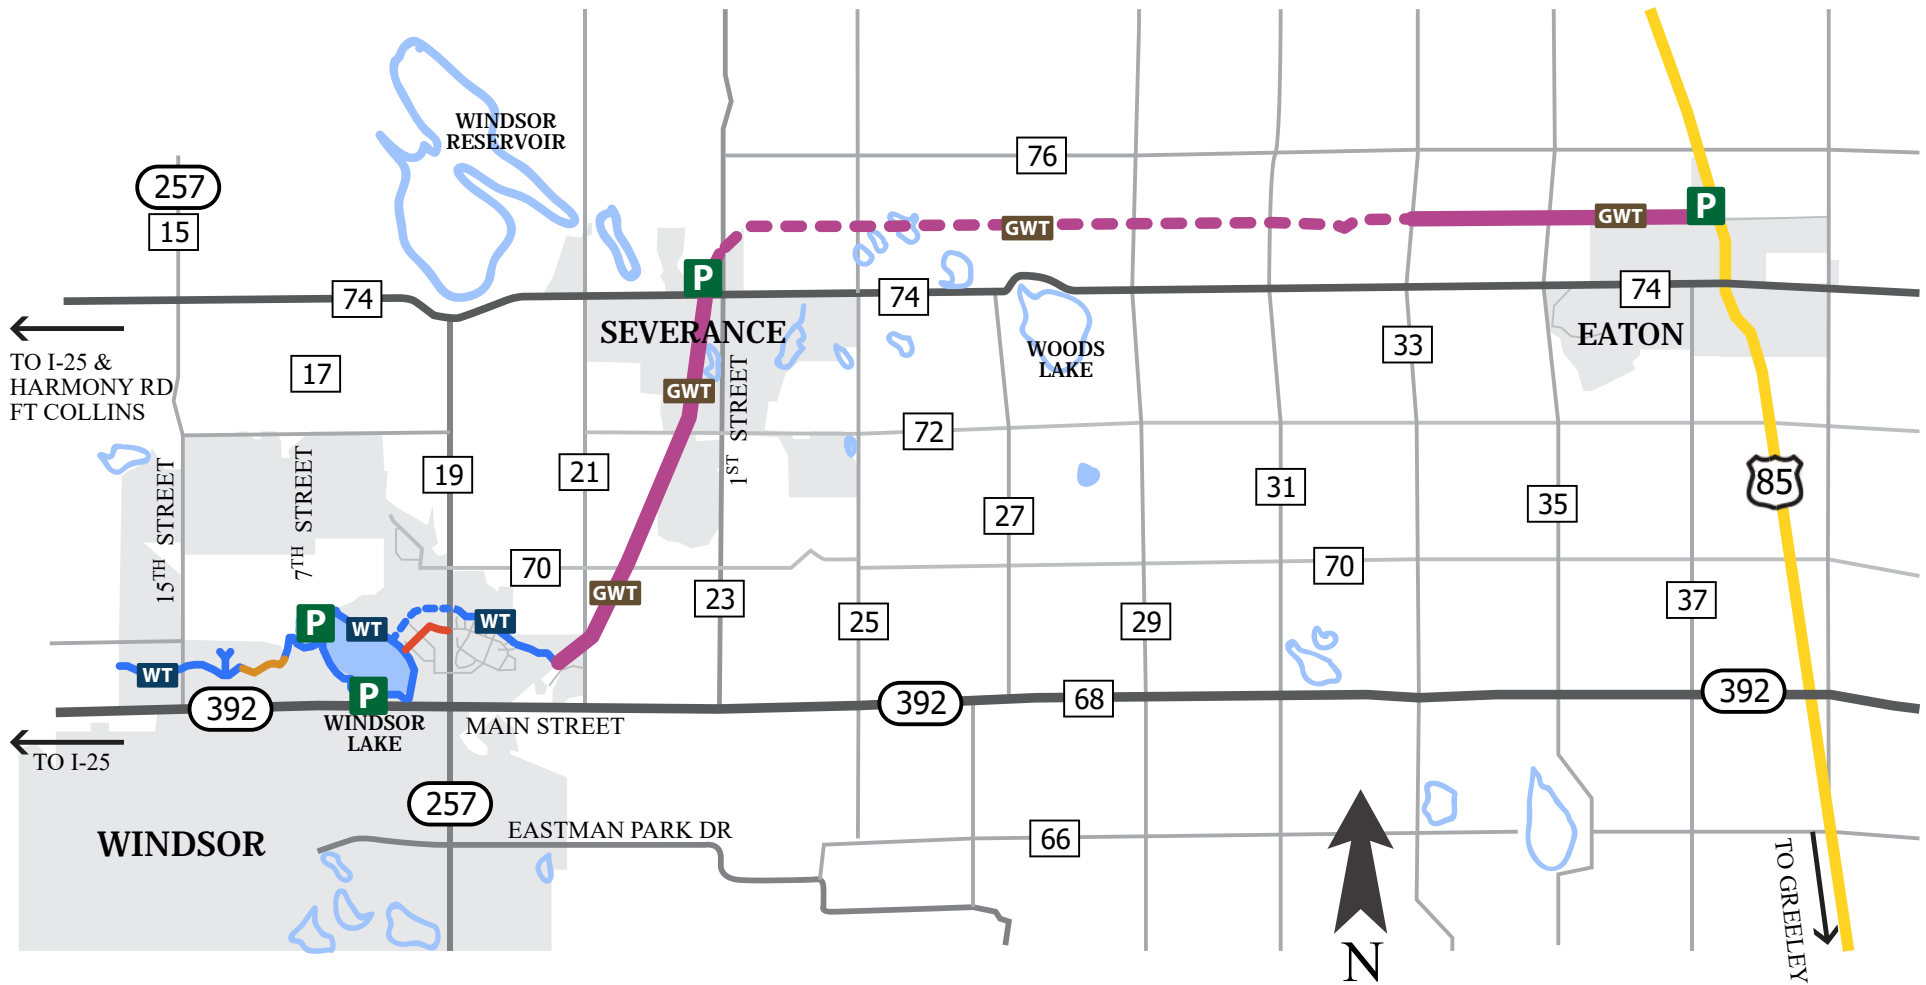 WINDSOR
RESERVOIR
76
257
15
P
GWT
GWT
P
74
74
74
SEVERANCE
EATON
TO I-25 &
HARMONY RD
FT COLLINS
17
WOODS
LAKE
33
GWT
1ST STREET
72
15TH STREET
7TH STREET
19
21
85
31
35
27
70
70
GWT
23
37
25
29
P
WT
WT
WT
P
392
392
68
392
WINDSOR
LAKE
MAIN STREET
TO I-25
257
WINDSOR
EASTMAN PARK DR
66
TO GREELEY
N